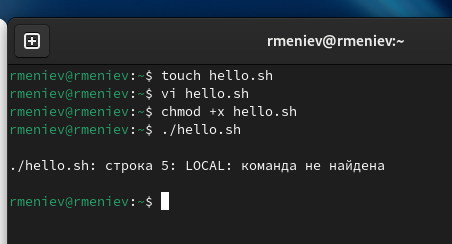 rmeniev@rmeniev:~
rmeniev@rmeniev:~$ touch hello.sh
rmeniev@rmeniev:~$ vi hello.sh
rmeniev@rmeniev:~$ chmod +x hello.sh
rmeniev@rmeniev:~$ ./hello.sh
./hello.sh: строка 5: LOCAL: команда не найдена
rmeniev@rmeniev:~$